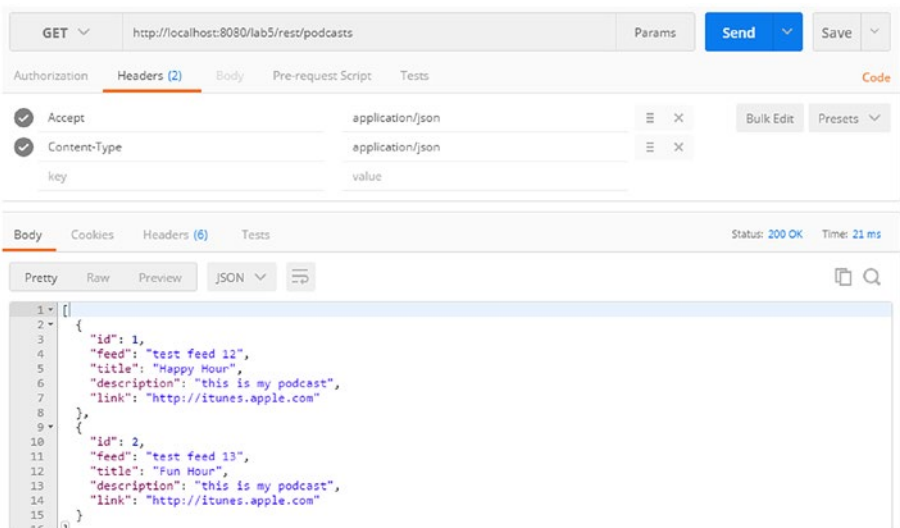 GET http://localhost:8080/lab5/rest/podcasts Params Send Save
Authorization Headers (2) Body Pre-request Script Tests Code
Accept application/json Bulk Edit Presets
Content-Type application/json
key value
Body Cookies Headers (6) Tests Status: 200 OK Time: 21 ms
Pretty Raw Preview JSON
1 [
2 {
3 "id": 1,
4 "feed": "test feed 12",
5 "title": "Happy Hour",
6 "description": "this is my podcast",
7 "link": "http://itunes.apple.com"
8 },
9 {
10 "id": 2,
11 "feed": "test feed 13",
12 "title": "Fun Hour",
13 "description": "this is my podcast",
14 "link": "http://itunes.apple.com"
15 }
16 ]